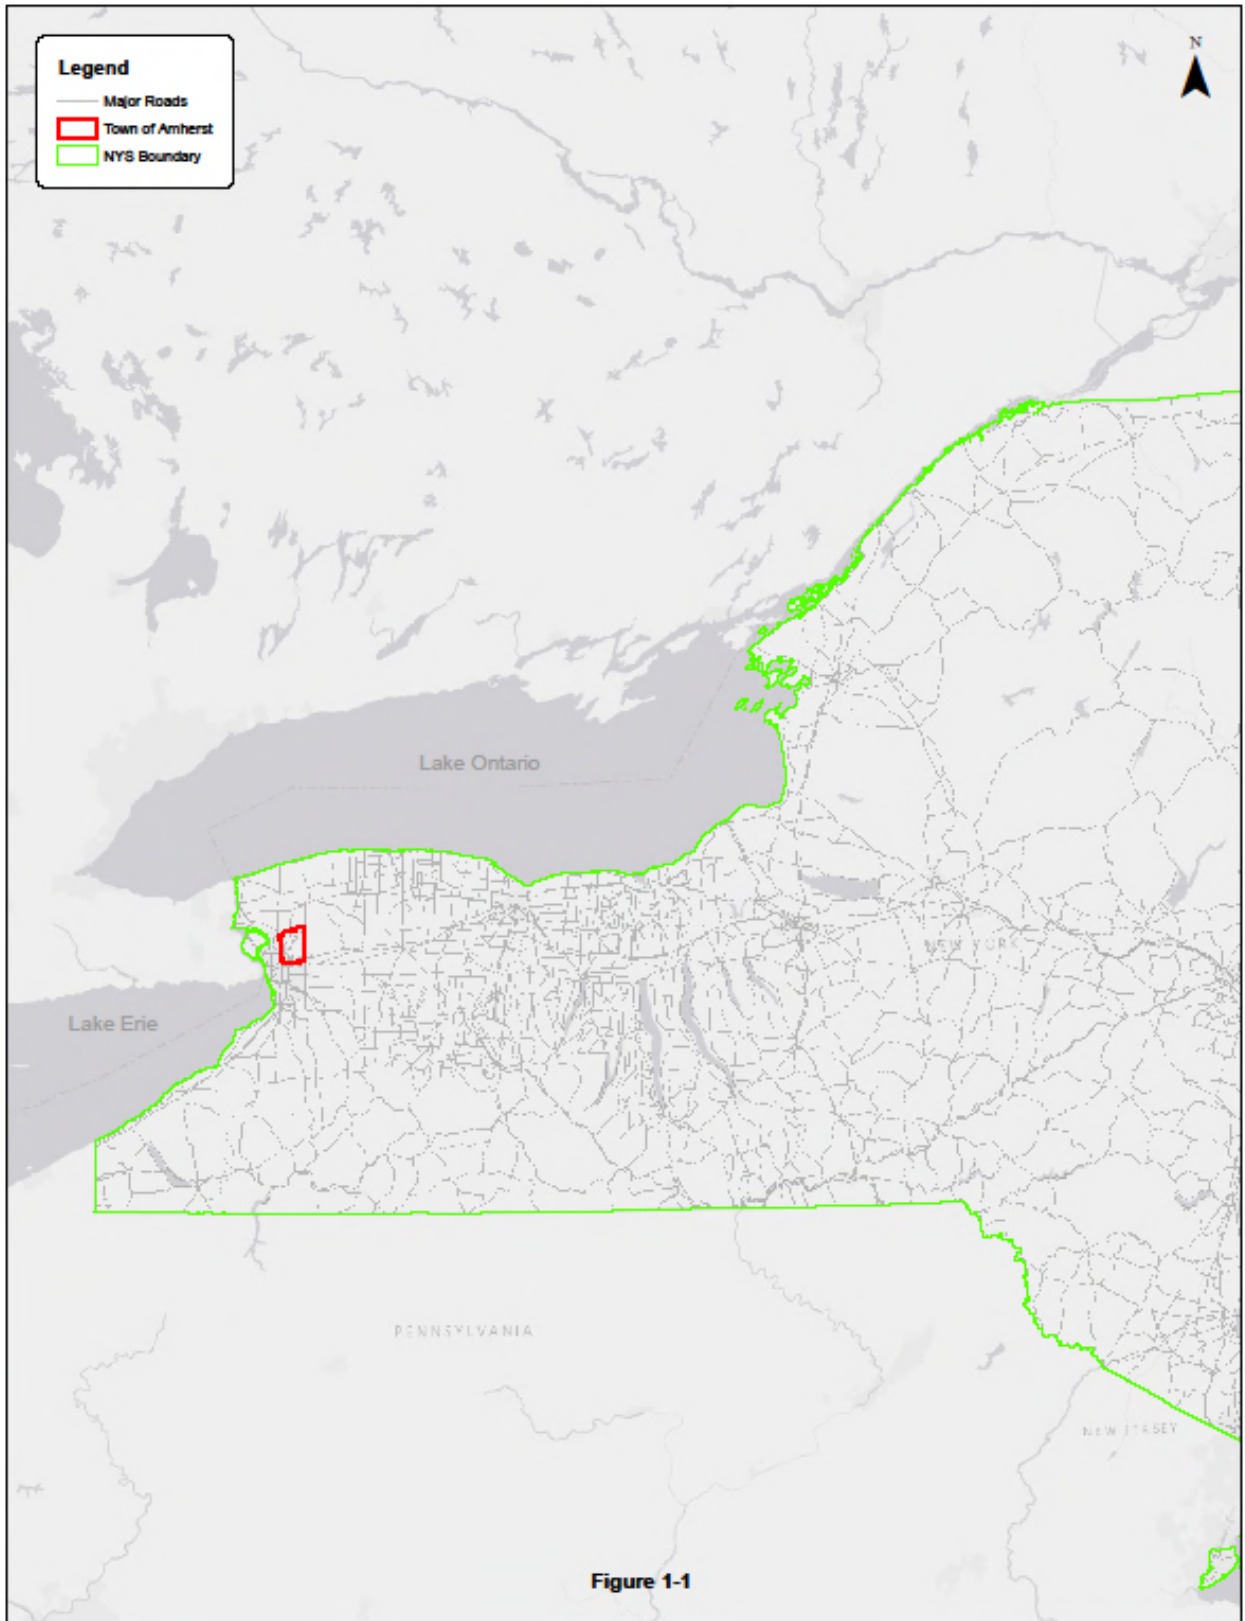 Legend
Major Roads
Town of Amherst
NYS Boundary
N
Lake Ontario
NEW YORK
Lake Erie
PENNSYLVANIA
NEW JERSEY
Figure 1-1